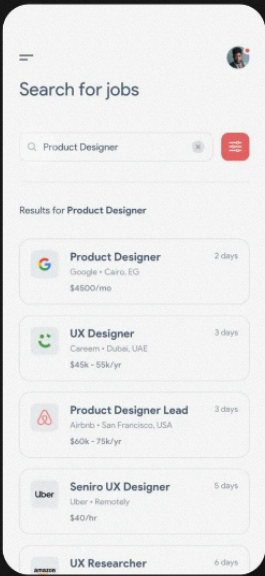 Search for jobs
Product Designer
Results for Product Designer
Product Designer
2 days
Google • Cairo, EG
$4500/mo
UX Designer
3 days
Careem • Dubai, UAE
$45k - 55k/yr
Product Designer Lead
3 days
Airbnb • San Francisco, USA
$60k - 75k/yr
Uber
Seniro UX Designer
5 days
Uber • Remotely
$40/hr
amazon
UX Researcher
6 days